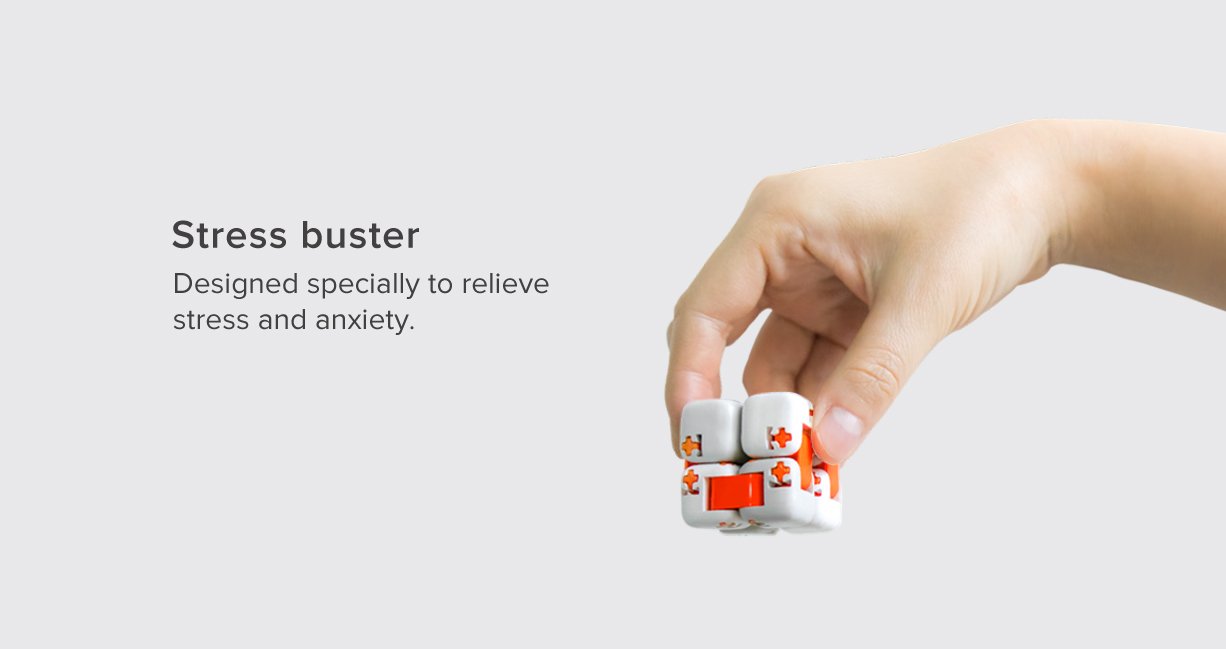 Stress buster
Designed specially to relieve
stress and anxiety.